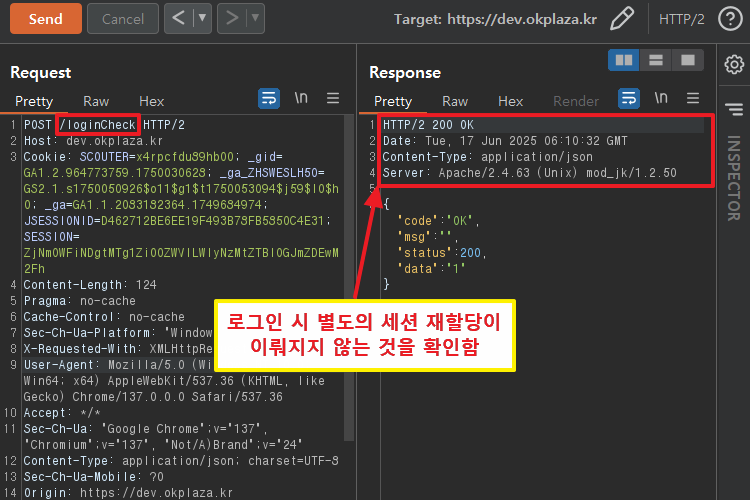 Send
Cancel
Target: https://dev.okplaza.kr
HTTP/2
Request
Pretty
Raw
Hex
\n
1 POST /loginCheck HTTP/2
2 Host: dev.okplaza.kr
3 Cookie: SCOUTER=x4rpcfdu89hb00; _gid=
GA1.2.964773759.1750030623; _ga_ZHSWESLH50=
GS2.1.s1750050926$o11$g1$t1750053094$j59$l0$h
0; _ga=GA1.1.2083182364.1749634974;
JSESSIONID=D462712BE6EE19F493B73FB5850C4E31;
SESSION=
2Fh
4 Content-Length: 124
5 Pragma: no-cache
6 Cache-Control: no-cache
7 Sec-Ch-Ua-Platform: "Window
8 X-Requested-With: XMLHttpRe
9 User-Agent: Mozilla/5.0 (Wi
Win64; x64) AppleWebKit/537.36 (KHTML, like
Gecko) Chrome/137.0.0.0 Safari/537.36
10 Accept: */*
11 Sec-Ch-Ua: "Google Chrome";v="137",
"Chromium";v="137", "Not/A)Brand";v="24"
12 Content-Type: application/json; charset=UTF-8
13 Sec-Ch-Ua-Mobile: ?0
14 Origin: https://dev.okplaza.kr
Response
Pretty
Raw
Hex
Render
\n
1 HTTP/2 200 OK
2 Date: Tue, 17 Jun 2025 06:10:32 GMT
3 Content-Type: application/json
4 Server: Apache/2.4.63 (Unix) mod_jk/1.2.50
5
6 {
"code":"OK",
"msg":"",
"status":200,
"data":"1"
}
로그인 시 별도의 세션 재할당이
이뤄지지 않는 것을 확인함
INSPECTOR